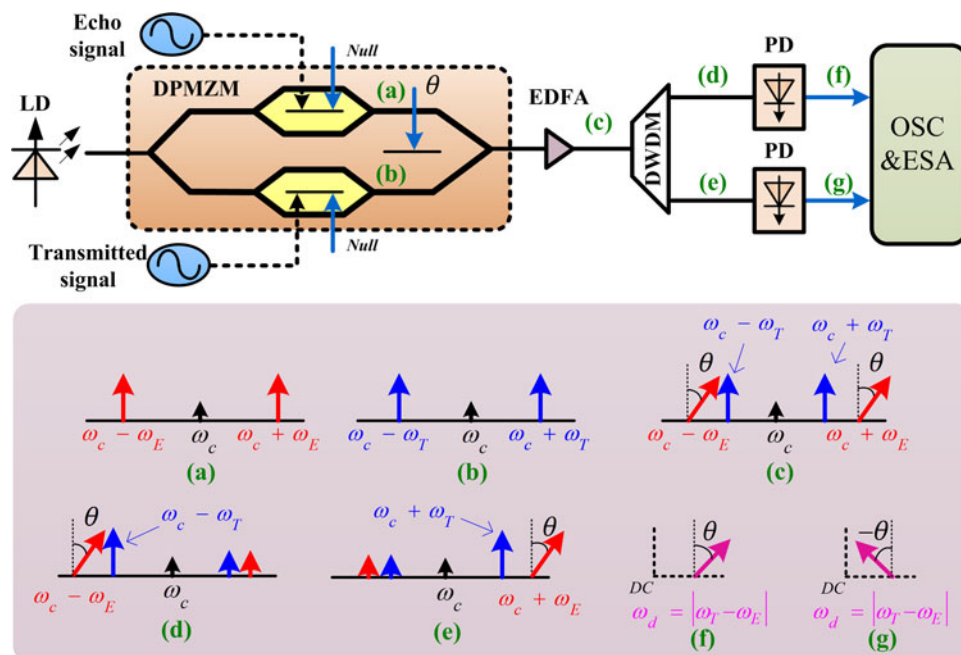 Echo
signal
Null
DPMZM
(a)
θ
LD
EDFA
(c)
(d)
PD
(f)
DWDM
OSC
&ESA
(b)
(e)
PD
(g)
Null
Transmitted
signal
ω_c − ω_T
ω_c + ω_T
θ
θ
ω_c − ω_E
ω_c
ω_c + ω_E
(a)
ω_c − ω_T
ω_c
ω_c + ω_T
(b)
ω_c − ω_E
ω_c
ω_c + ω_E
(c)
θ
ω_c − ω_T
ω_c − ω_E
ω_c
(d)
ω_c + ω_T
θ
ω_c
ω_c + ω_E
(e)
θ
DC
ω_d = |ω_T−ω_E|
(f)
−θ
DC
ω_d = |ω_T−ω_E|
(g)